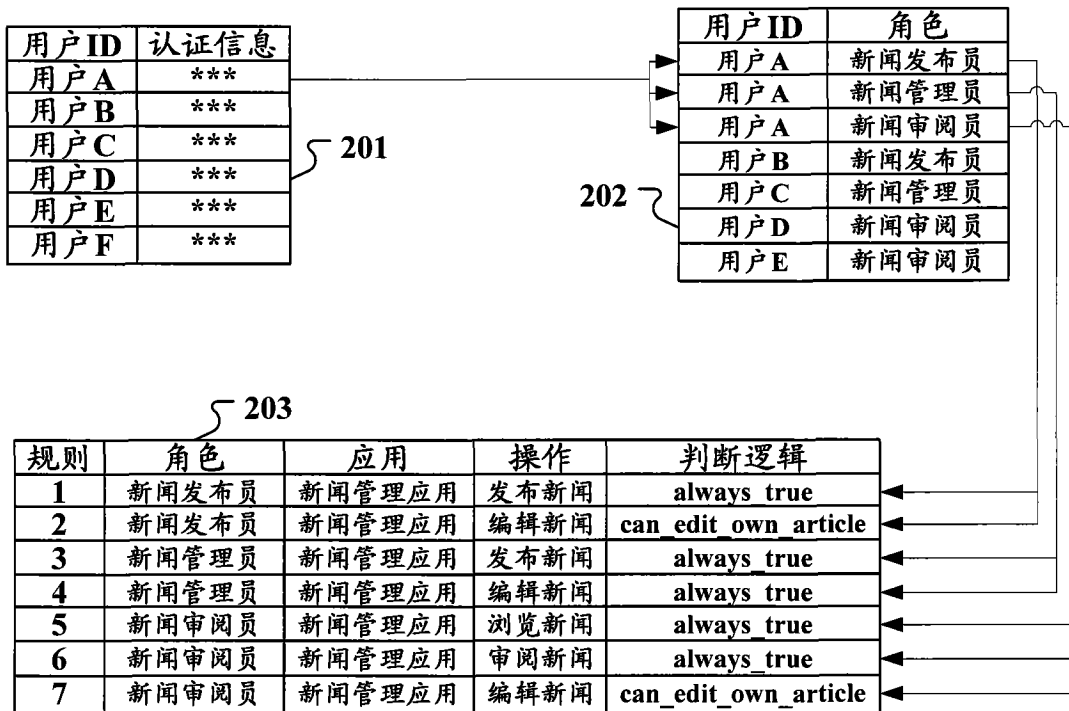 用户ID 认证信息
用户A ***
用户B ***
用户C ***
用户D ***
用户E ***
用户F ***
201
用户ID 角色
用户A 新闻发布员
用户A 新闻管理员
用户A 新闻审阅员
用户B 新闻发布员
用户C 新闻管理员
用户D 新闻审阅员
用户E 新闻审阅员
202
203
规则 角色 应用 操作 判断逻辑
1 新闻发布员 新闻管理应用 发布新闻 always_true
2 新闻发布员 新闻管理应用 编辑新闻 can_edit_own_article
3 新闻管理员 新闻管理应用 发布新闻 always_true
4 新闻管理员 新闻管理应用 编辑新闻 always_true
5 新闻审阅员 新闻管理应用 浏览新闻 always_true
6 新闻审阅员 新闻管理应用 审阅新闻 always_true
7 新闻审阅员 新闻管理应用 编辑新闻 can_edit_own_article